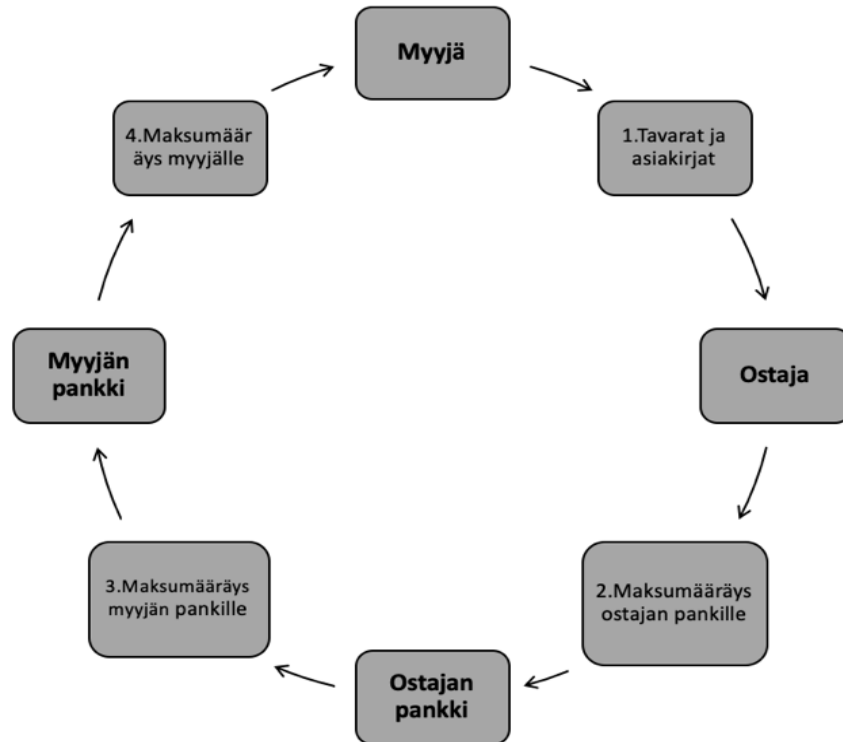 Myyjä
1.Tavarat ja
asiakirjat
Ostaja
2.Maksumääräys
ostajan pankille
Ostajan
pankki
3.Maksumääräys
myyjän pankille
Myyjän
pankki
4.Maksumäär
äys myyjälle